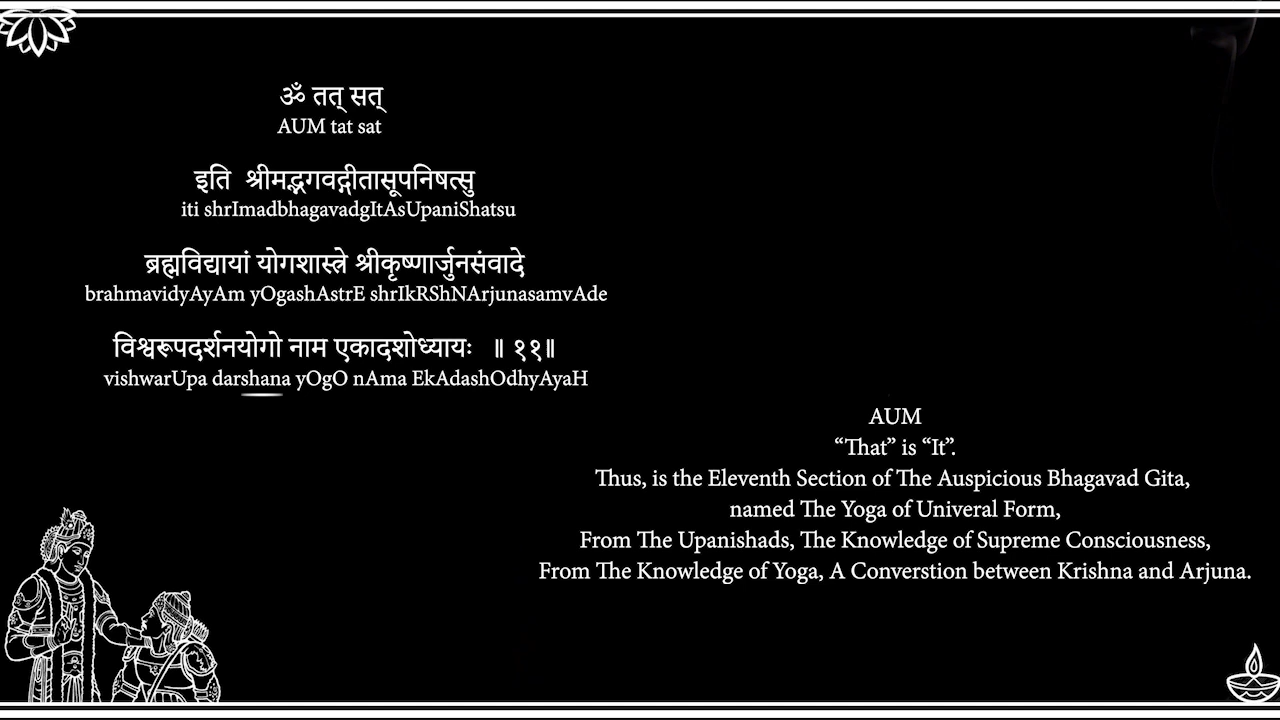 ॐ तत् सत्
AUM tat sat
इति श्रीमद्भगवद्गीतासूपनिषत्सु
iti shrImadbhagavadgItAsUpaniShatsu
ब्रह्मविद्यायां योगशास्त्रे श्रीकृष्णार्जुनसंवादे
brahmavidyAyAm yOgashAstrE shrIkRShNArjunasamvAde
विश्वरूपदर्शनयोगो नाम एकादशोध्यायः ॥ ११॥
vishwarUpa darshana yOgO nAma EkAdashOdhyAyaH
AUM
“That” is “It”.
Thus, is the Eleventh Section of The Auspicious Bhagavad Gita,
named The Yoga of Univeral Form,
From The Upanishads, The Knowledge of Supreme Consciousness,
From The Knowledge of Yoga, A Converstion between Krishna and Arjuna.